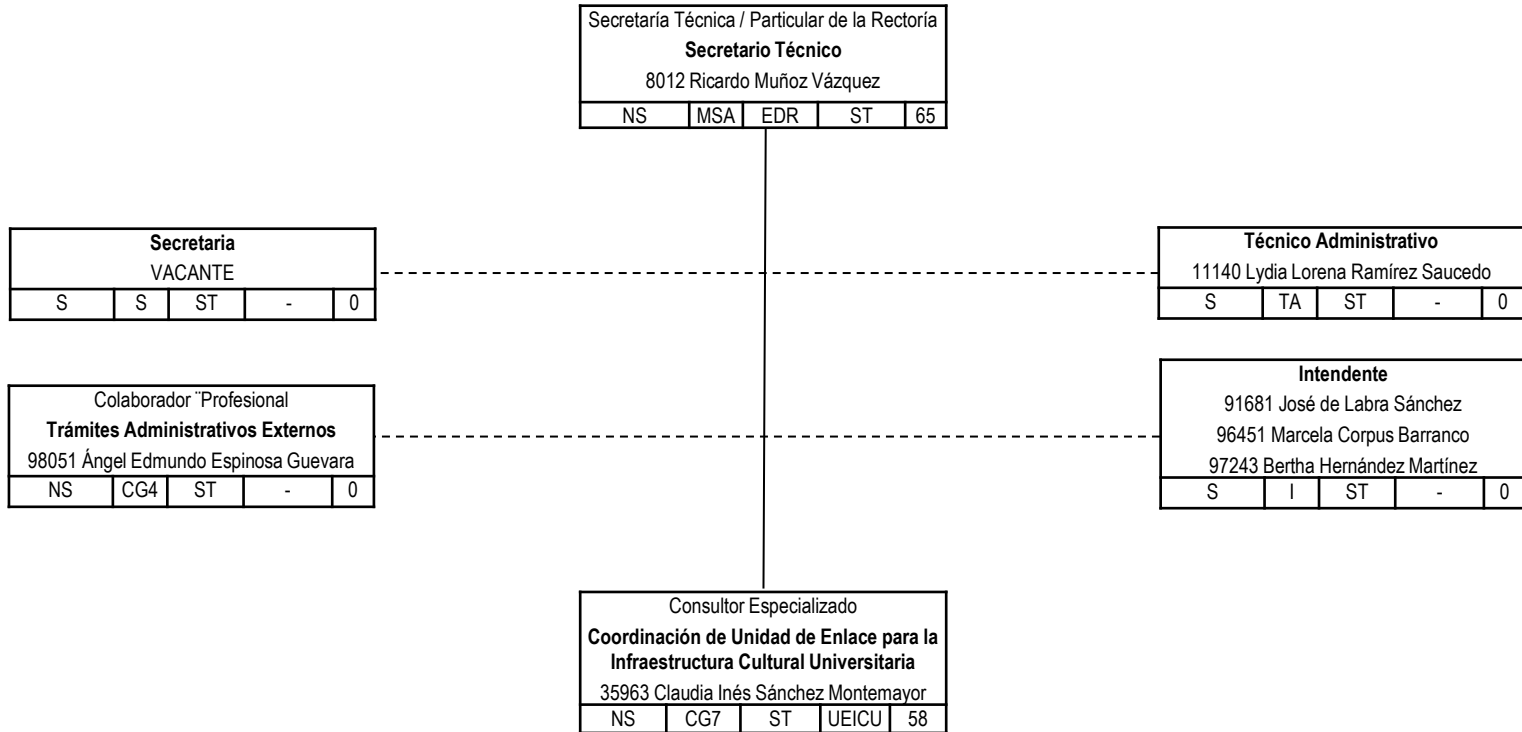 Secretaría Técnica / Particular de la Rectoría
Secretario Técnico
8012 Ricardo Muñoz Vázquez
NS MSA EDR ST 65
Secretaria
VACANTE
S S ST - 0
Técnico Administrativo
11140 Lydia Lorena Ramírez Saucedo
S TA ST - 0
Colaborador ¨Profesional
Trámites Administrativos Externos
98051 Ángel Edmundo Espinosa Guevara
NS CG4 ST - 0
Intendente
91681 José de Labra Sánchez
96451 Marcela Corpus Barranco
97243 Bertha Hernández Martínez
S I ST - 0
Consultor Especializado
Coordinación de Unidad de Enlace para la
Infraestructura Cultural Universitaria
35963 Claudia Inés Sánchez Montemayor
NS CG7 ST UEICU 58